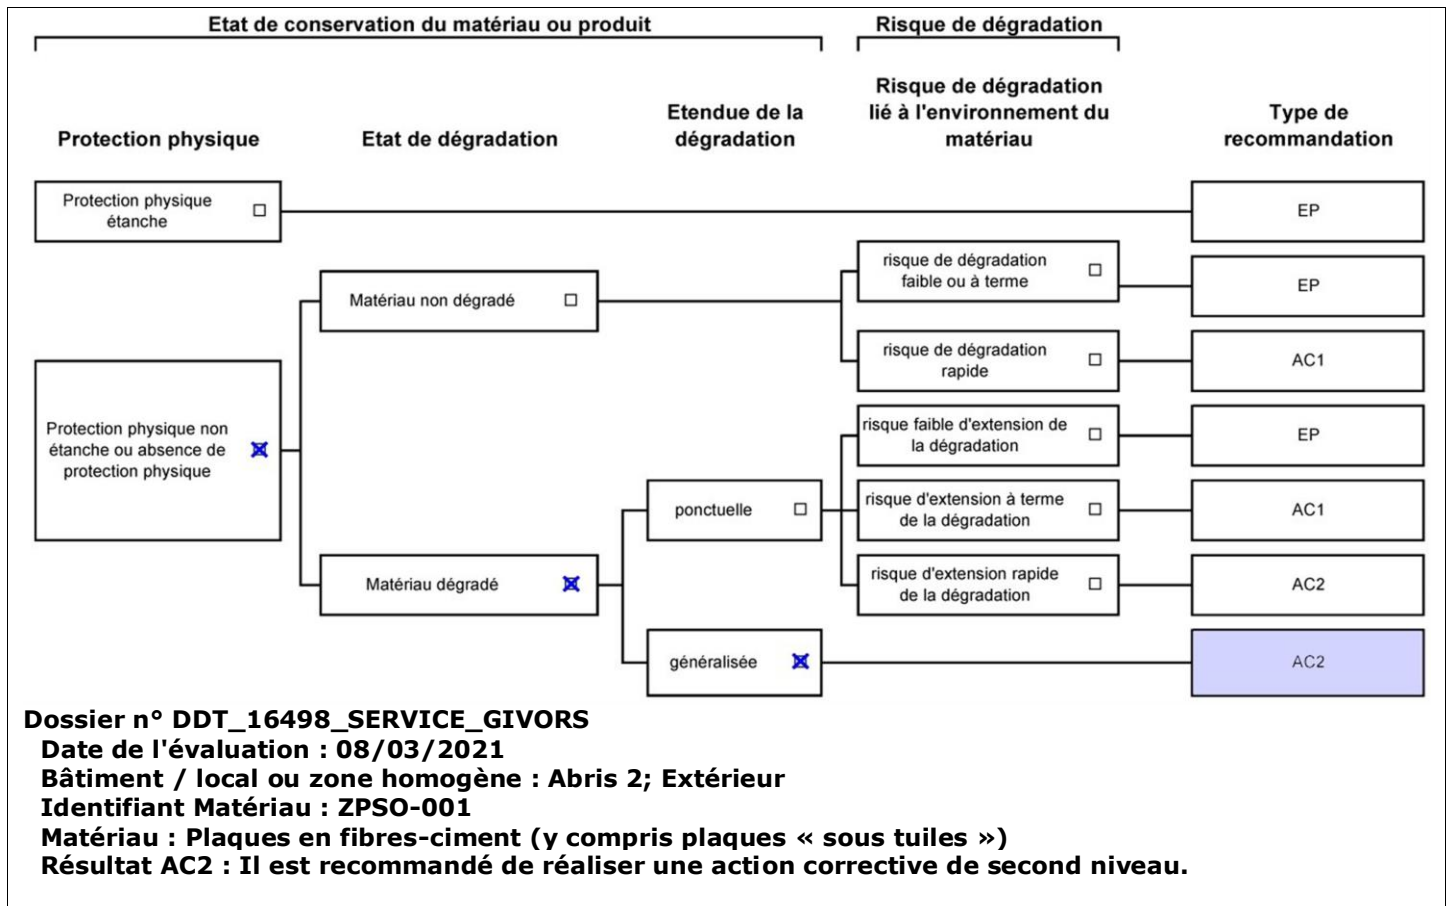 Etat de conservation du matériau ou produit
Risque de dégradation
Protection physique
Etat de dégradation
Etendue de la
dégradation
Risque de dégradation
lié à l'environnement du
matériau
Type de
recommandation
Protection physique
étanche
EP
risque de dégradation
faible ou à terme
EP
Matériau non dégradé
risque de dégradation
rapide
AC1
Protection physique non
étanche ou absence de
protection physique
risque faible d'extension de
la dégradation
EP
ponctuelle
risque d'extension à terme
de la dégradation
AC1
Matériau dégradé
risque d'extension rapide
de la dégradation
AC2
généralisée
AC2
Dossier n° DDT_16498_SERVICE_GIVORS
Date de l'évaluation : 08/03/2021
Bâtiment / local ou zone homogène : Abris 2; Extérieur
Identifiant Matériau : ZPSO-001
Matériau : Plaques en fibres-ciment (y compris plaques « sous tuiles »)
Résultat AC2 : Il est recommandé de réaliser une action corrective de second niveau.